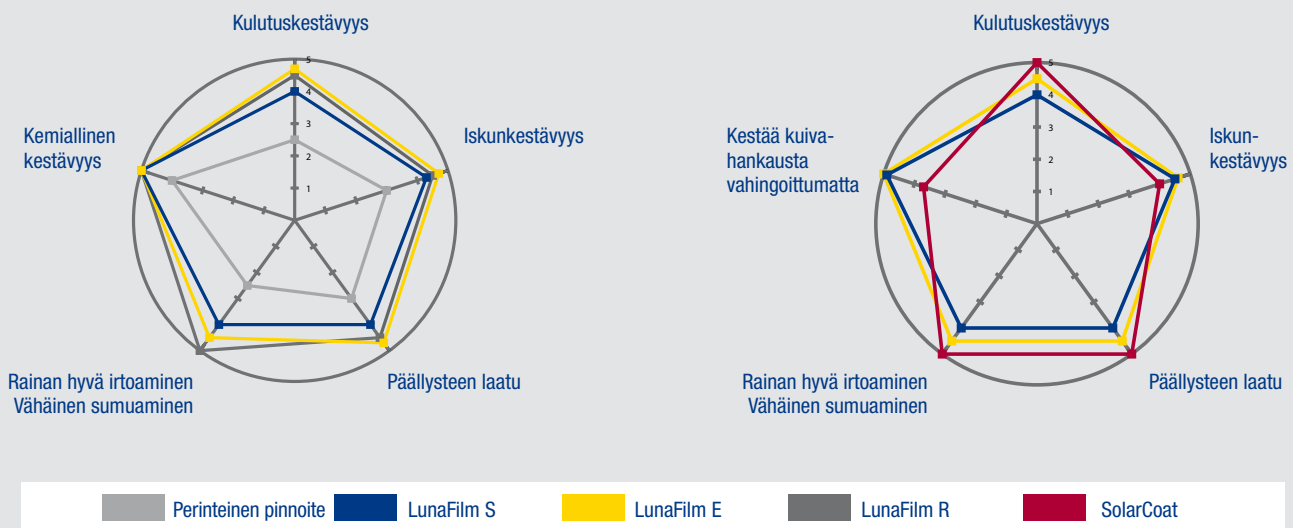 Kulutuskestävyys
5
4
3
2
1
Kemiallinen
kestävyys
Iskunkestävyys
Rainan hyvä irtoaminen
Vähäinen sumuaminen
Päällysteen laatu
Kulutuskestävyys
5
4
3
2
1
Kestää kuiva-
hankausta
vahingoittumatta
Iskun-
kestävyys
Rainan hyvä irtoaminen
Vähäinen sumuaminen
Päällysteen laatu
Perinteinen pinnoite
LunaFilm S
LunaFilm E
LunaFilm R
SolarCoat